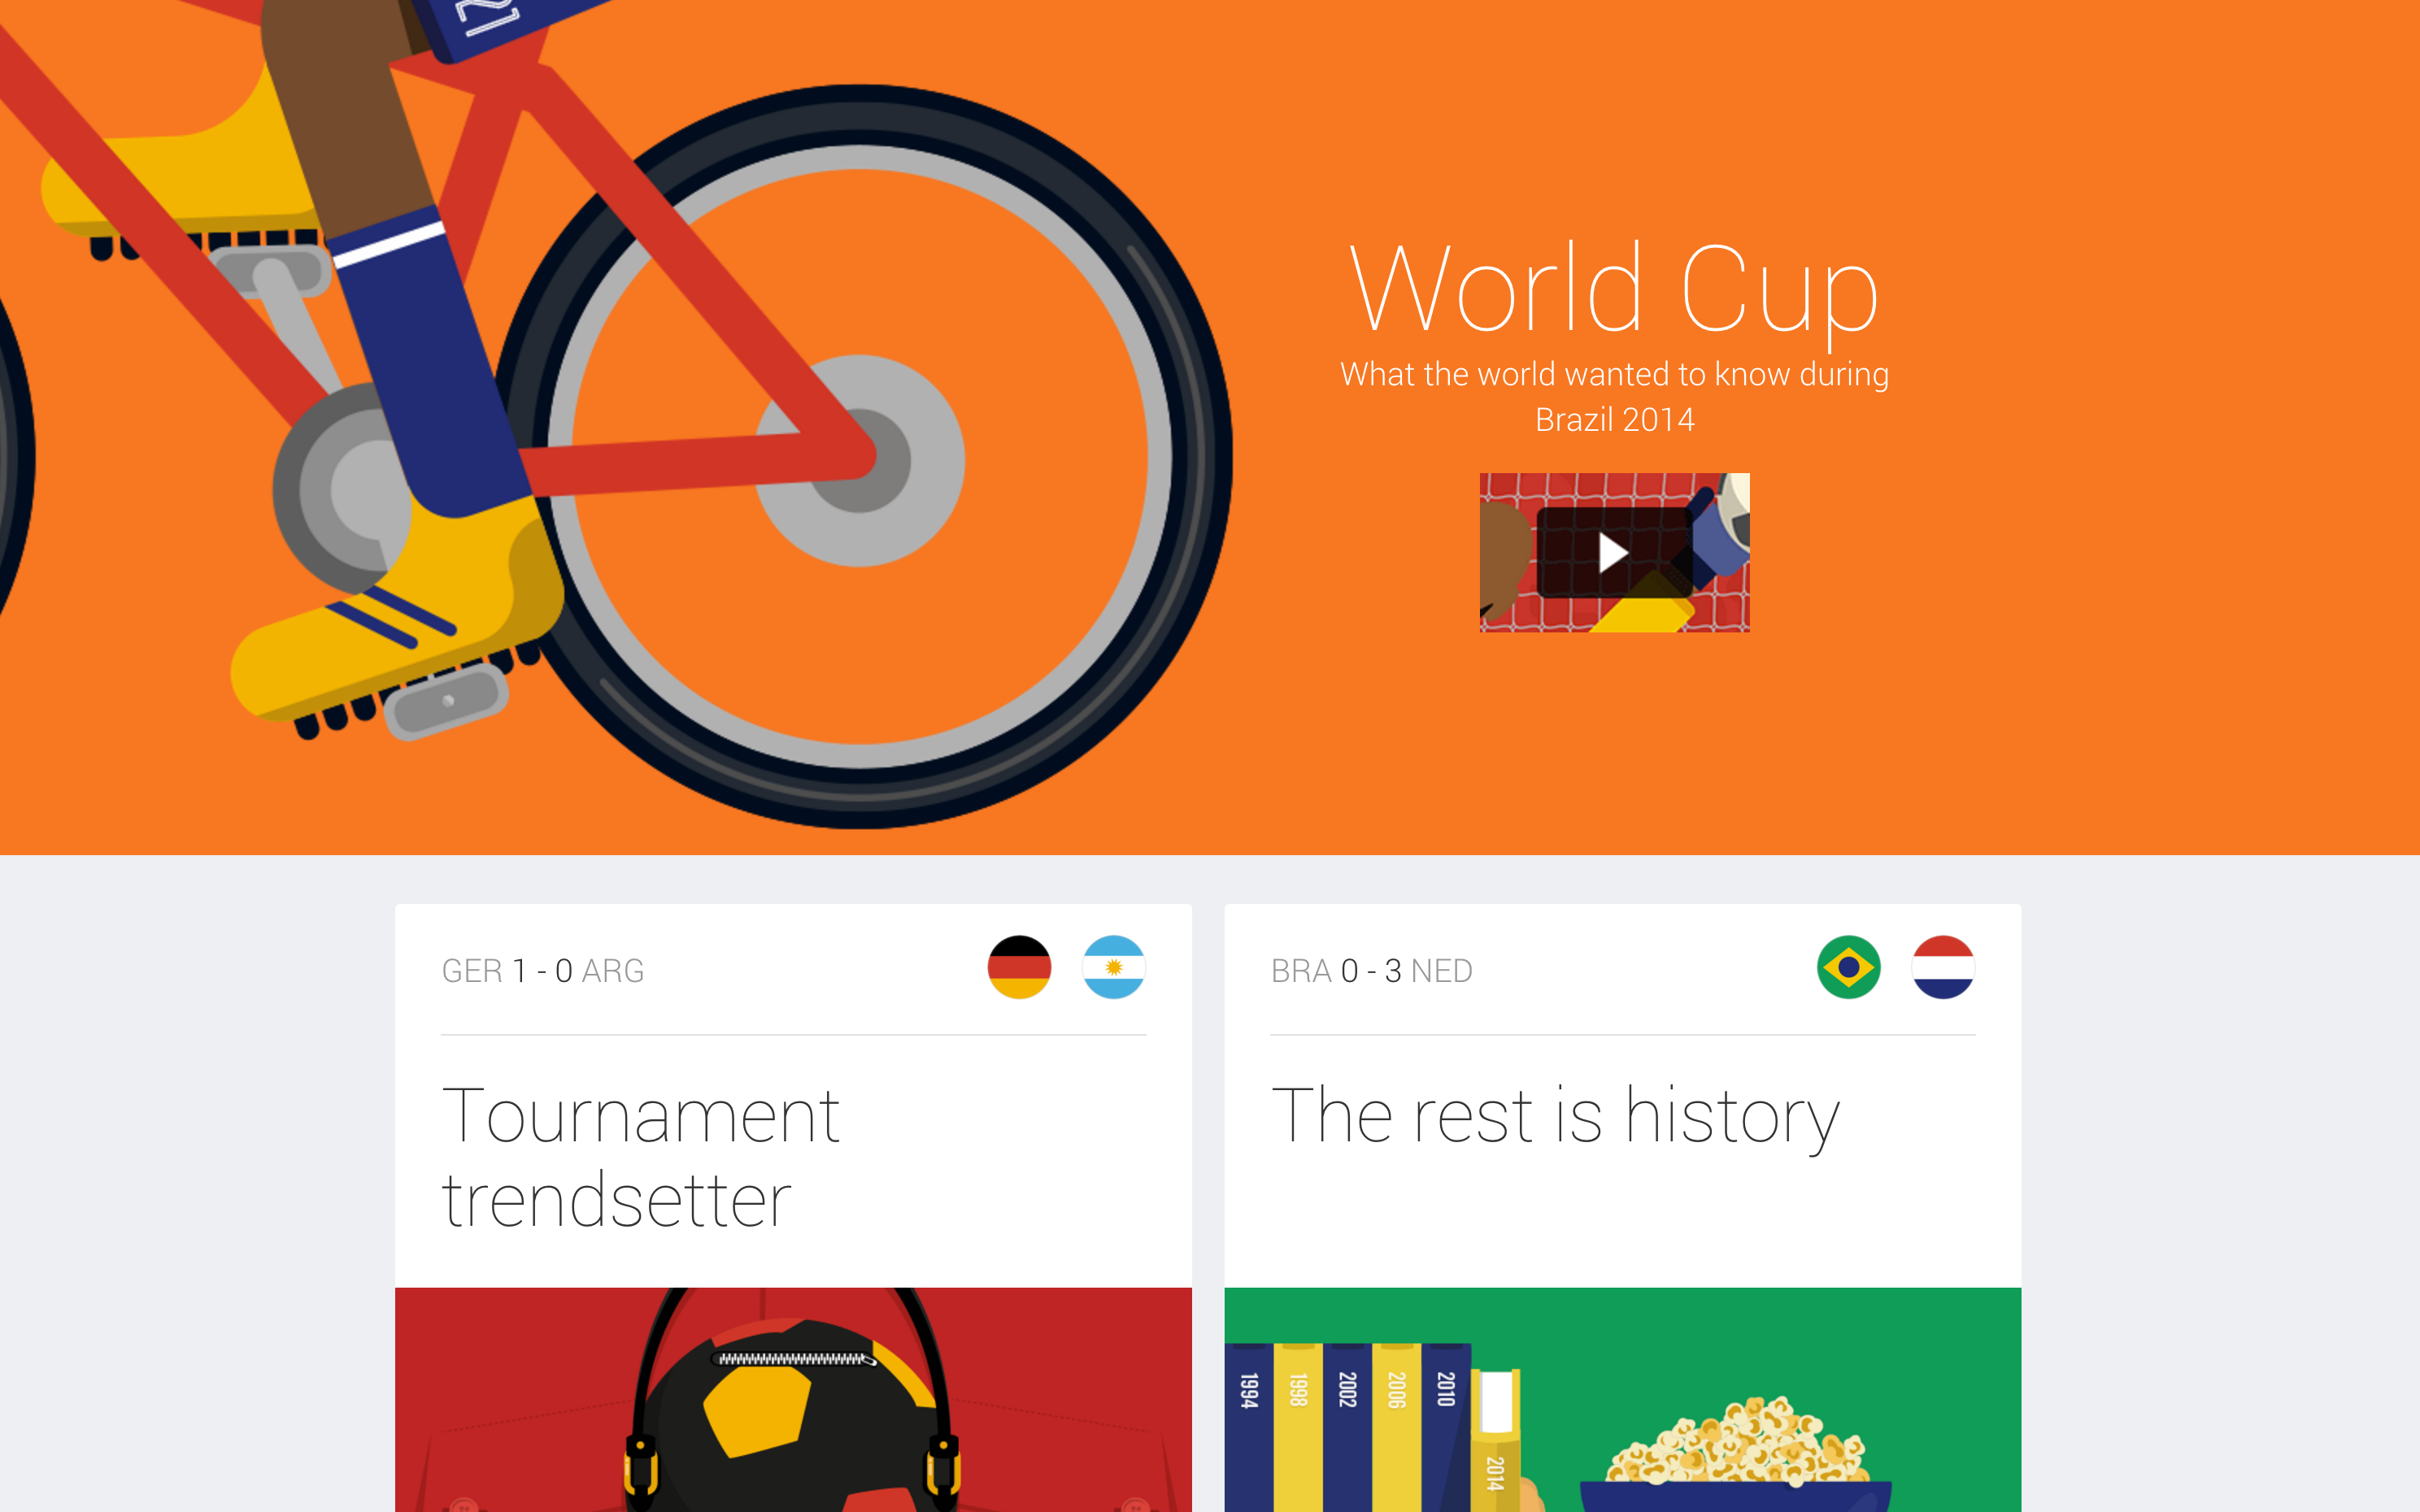 12
World Cup
What the world wanted to know during
Brazil 2014
GER 1 - 0 ARG
BRA 0 - 3 NED
Tournament
trendsetter
The rest is history
1994
1998
2002
2006
2010
2014